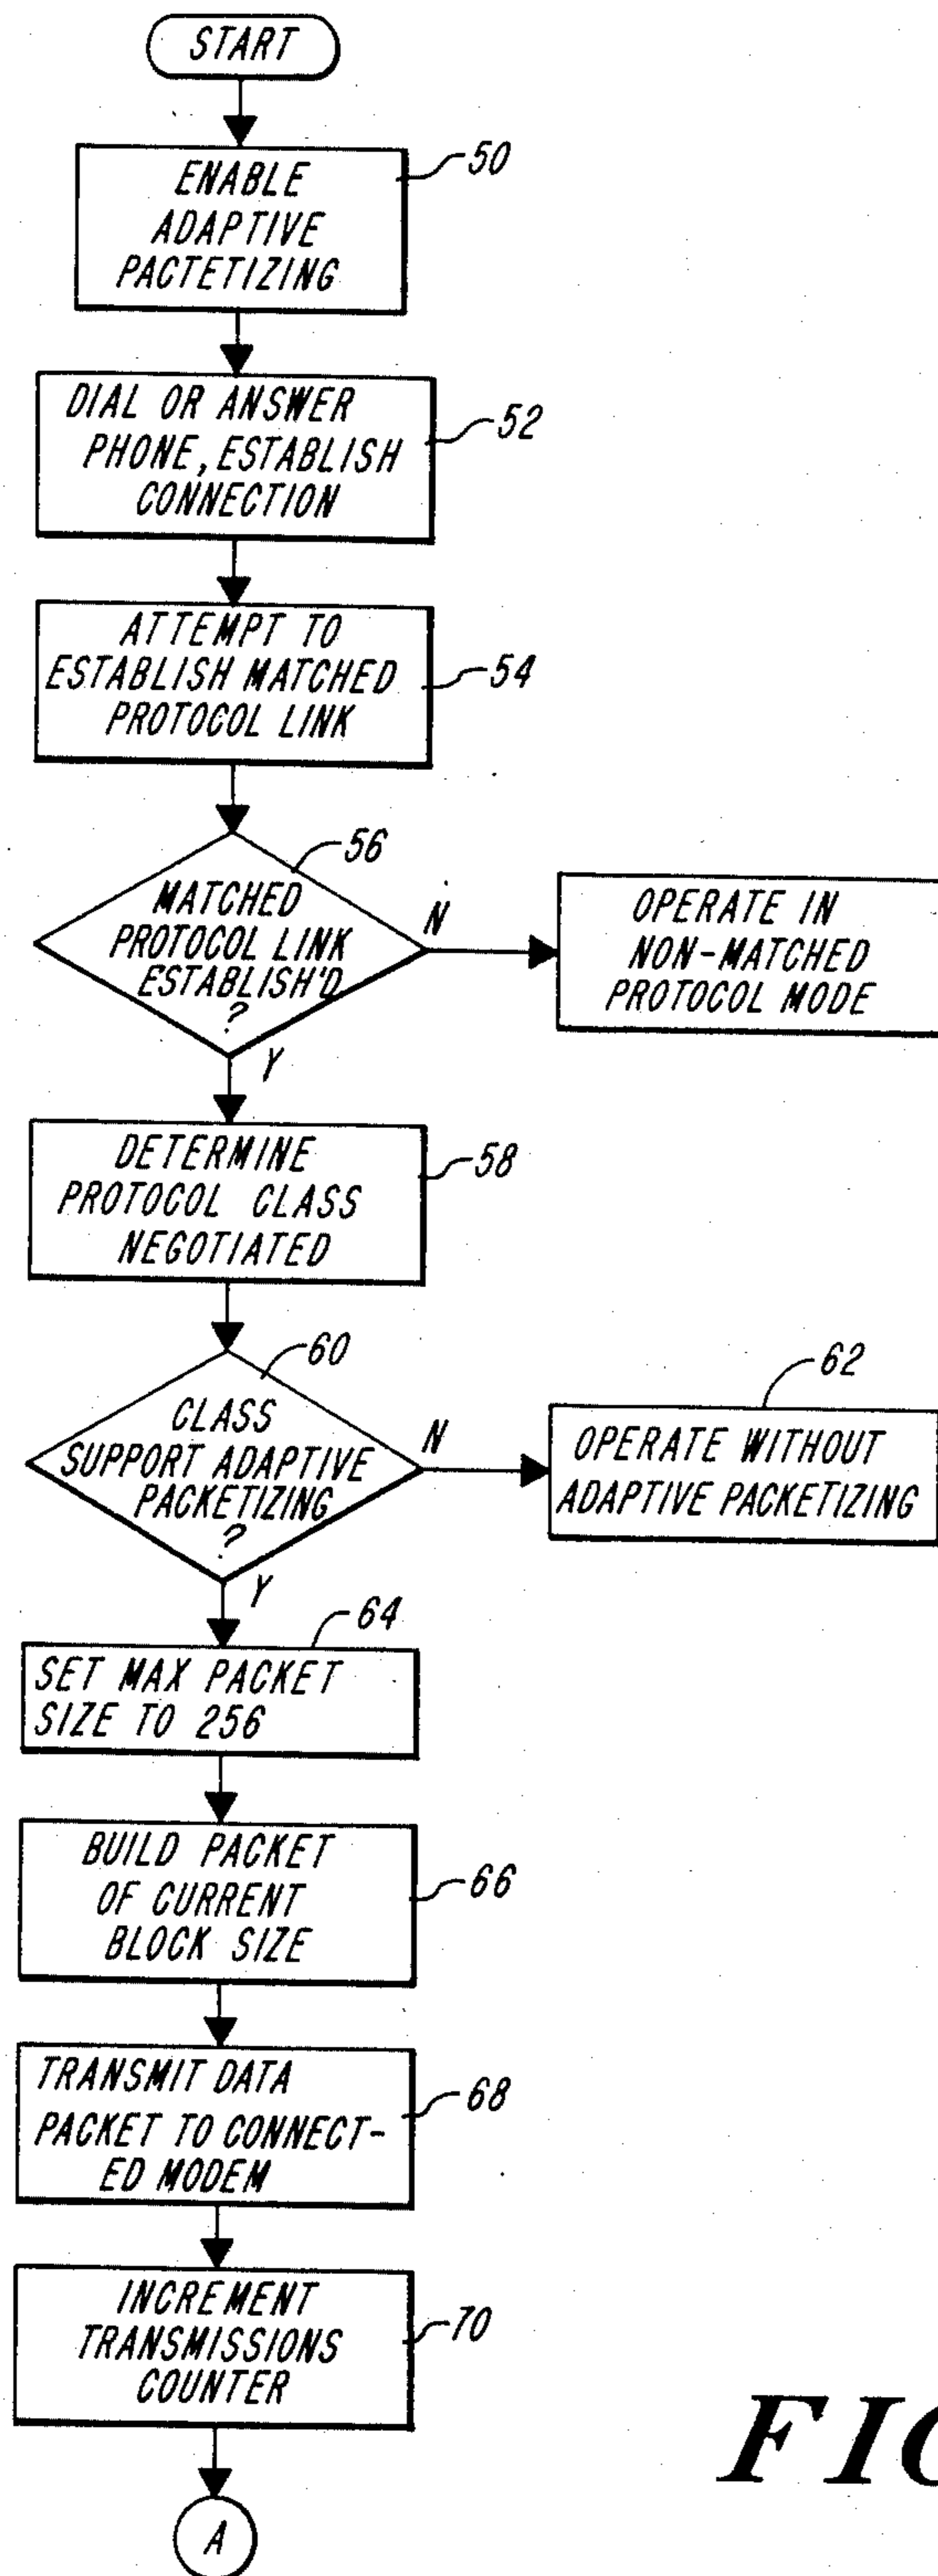 START
50
ENABLE
ADAPTIVE
PACTETIZING
52
DIAL OR ANSWER
PHONE, ESTABLISH
CONNECTION
54
ATTEMPT TO
ESTABLISH MATCHED
PROTOCOL LINK
56
MATCHED
PROTOCOL LINK
ESTABLISH'D
?
N
Y
OPERATE IN
NON-MATCHED
PROTOCOL MODE
58
DETERMINE
PROTOCOL CLASS
NEGOTIATED
60
CLASS
SUPPORT ADAPTIVE
PACKETIZING
?
N
Y
62
OPERATE WITHOUT
ADAPTIVE PACKETIZING
64
SET MAX PACKET
SIZE TO 256
66
BUILD PACKET
OF CURRENT
BLOCK SIZE
68
TRANSMIT DATA
PACKET TO CONNECT-
ED MODEM
70
INCREMENT
TRANSMISSIONS
COUNTER
A